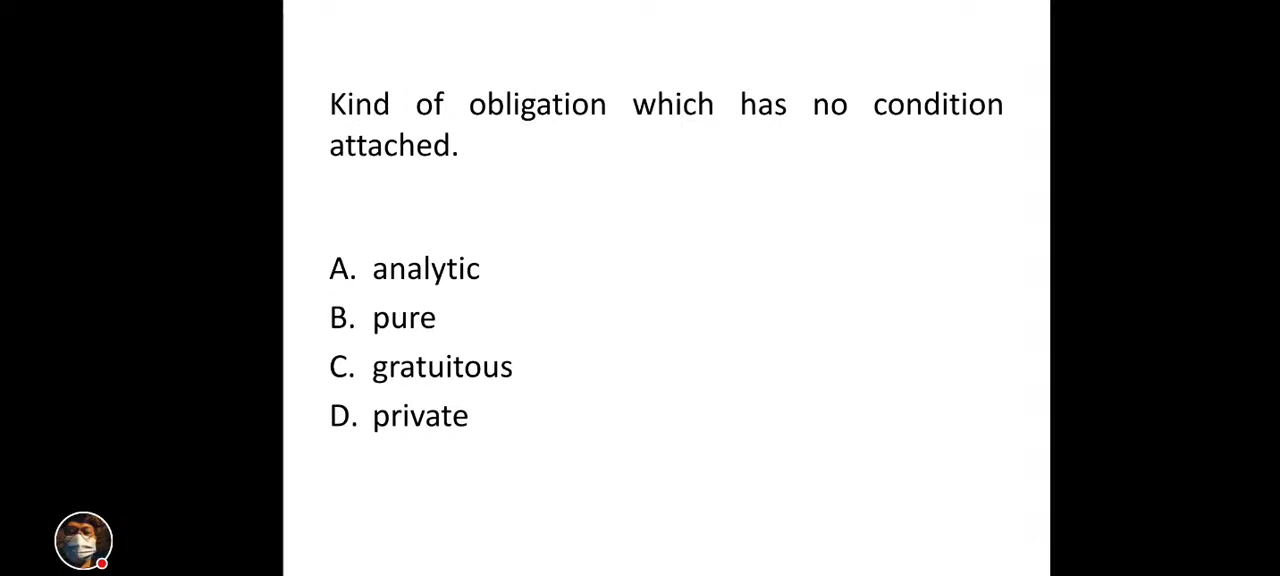 Kind of obligation which has no condition
attached.
A. analytic
B. pure
C. gratuitous
D. private